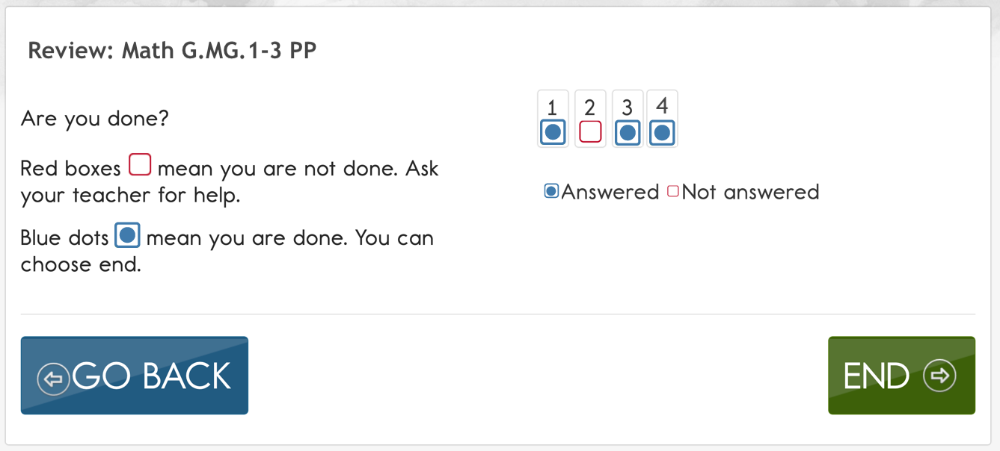 Review: Math G.MG.1-3 PP
Are you done?
Red boxes mean you are not done. Ask
your teacher for help.
Blue dots mean you are done. You can
choose end.
1 2 3 4
Answered Not answered
GO BACK
END